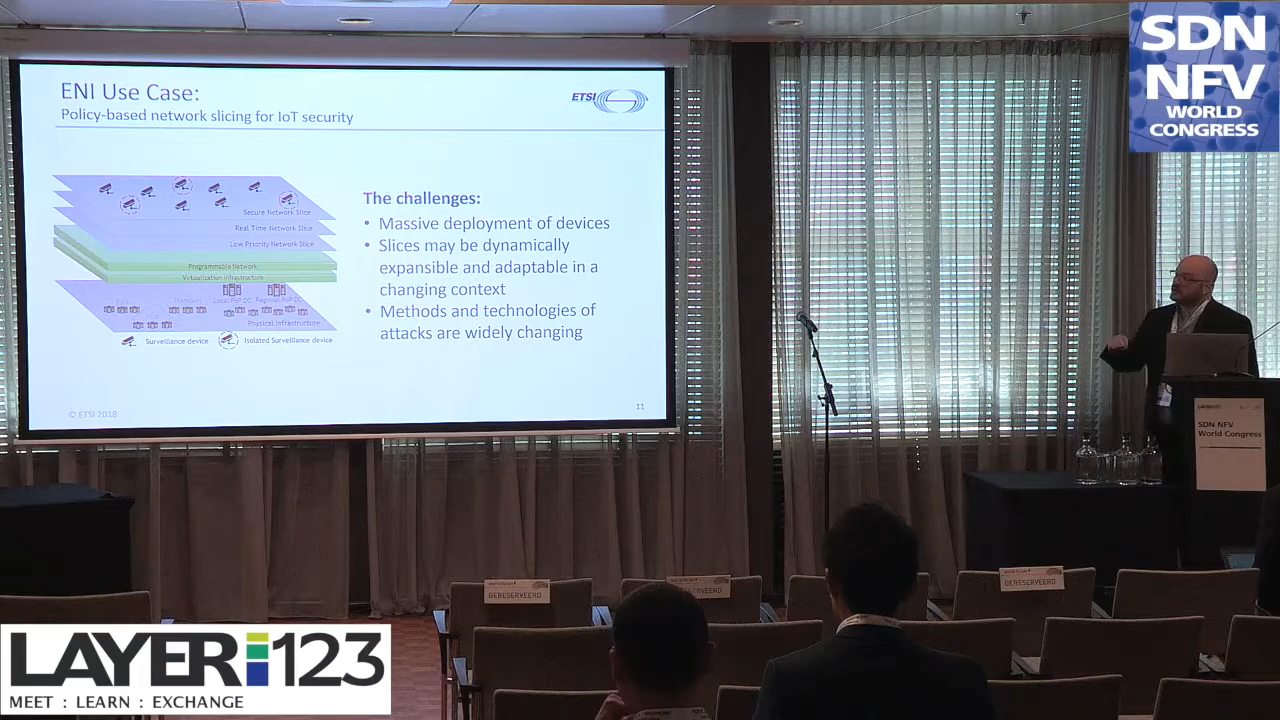 ENI Use Case:
Policy-based network slicing for IoT security
ETSI
Secure Network Slice
Real Time Network Slice
Low Priority Network Slice
Programmable Network
Virtualization Infrastructure
Transport
Local PoP DC
Regional PoP DC
Physical Infrastructure
Surveillance device
Isolated Surveillance device
The challenges:
• Massive deployment of devices
• Slices may be dynamically
expansible and adaptable in a
changing context
• Methods and technologies of
attacks are widely changing
© ETSI 2018
11
SDN
NFV
WORLD
CONGRESS
SDN NFV
World Congress
GERESERVEERD
GERESERVEERD
GERESERVEERD
LAYER123
MEET : LEARN : EXCHANGE